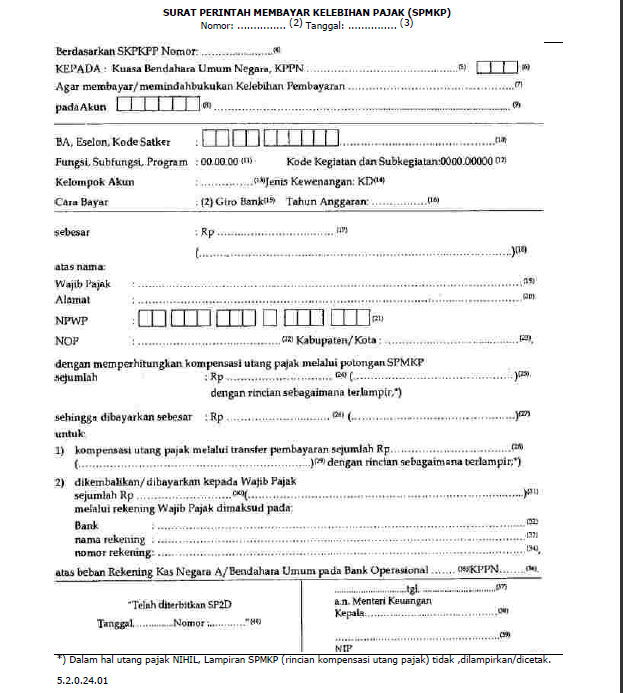 SURAT PERINTAH MEMBAYAR KELEBIHAN PAJAK (SPMKP)
Nomor: ............... (2) Tanggal: ............... (3)
Berdasarkan SKPKPP Nomor: ..................... (4)
KEPADA : Kuasa Bendahara Umum Negara, KPPN .............................................. (5) (6)
Agar membayar/memindahbukukan Kelebihan Pembayaran ................................................... (7)
pada Akun (8) ............................................................................................. (9)
BA, Eselon, Kode Satker : ................................................ (10)
Fungsi, Subfungsi, Program : 00.00.00 (11) Kode Kegiatan dan Subkegiatan:0000.00000 (12)
Kelompok Akun : ................(13)Jenis Kewenangan: KD(14)
Cara Bayar : (2) Giro Bank(15) Tahun Anggaran: ................. (16)
sebesar : Rp .................................... (17)
(..................................................................................................)(18)
atas nama:
Wajib Pajak : .................................................................................................................... (19)
Alamat : .................................................................................................................... (20)
NPWP : (21)
NOP : ........................................... (22) Kabupaten/Kota : ........................................ (23),
dengan memperhitungkan kompensasi utang pajak melalui potongan SPMKP
sejumlah : Rp ................................ (24) (................................................)(25),
dengan rincian sebagaimana terlampir,*)
sehingga dibayarkan sebesar : Rp ................................ (26) (................................................)(27)
untuk:
1) kompensasi utang pajak melalui transfer pembayaran sejumlah Rp..................................... (28)
(.......................................................................)(29) dengan rincian sebagaimana terlampir;*)
2) dikembalikan/dibayarkan kepada Wajib Pajak
sejumlah Rp ............................(30)(...................................................................................)(31)
melalui rekening Wajib Pajak dimaksud pada:
Bank : ................................................................................................................ (32)
nama rekening : ................................................................................................................ (33)
nomor rekening: ................................................................................................................ (34),
atas beban Rekening Kas Negara A/Bendahara Umum pada Bank Operasional ........ (35)KPPN........(36).
......................,tgl. ........................(37)
"Telah diterbitkan SP2D
a.n. Menteri Keuangan
Kepala........................................ (38)
Tanggal.............Nomor :............"(40)
.................................................. (39)
NIP
*) Dalam hal utang pajak NIHIL, Lampiran SPMKP (rincian kompensasi utang pajak) tidak ,dilampirkan/dicetak.
5.2.0.24.01